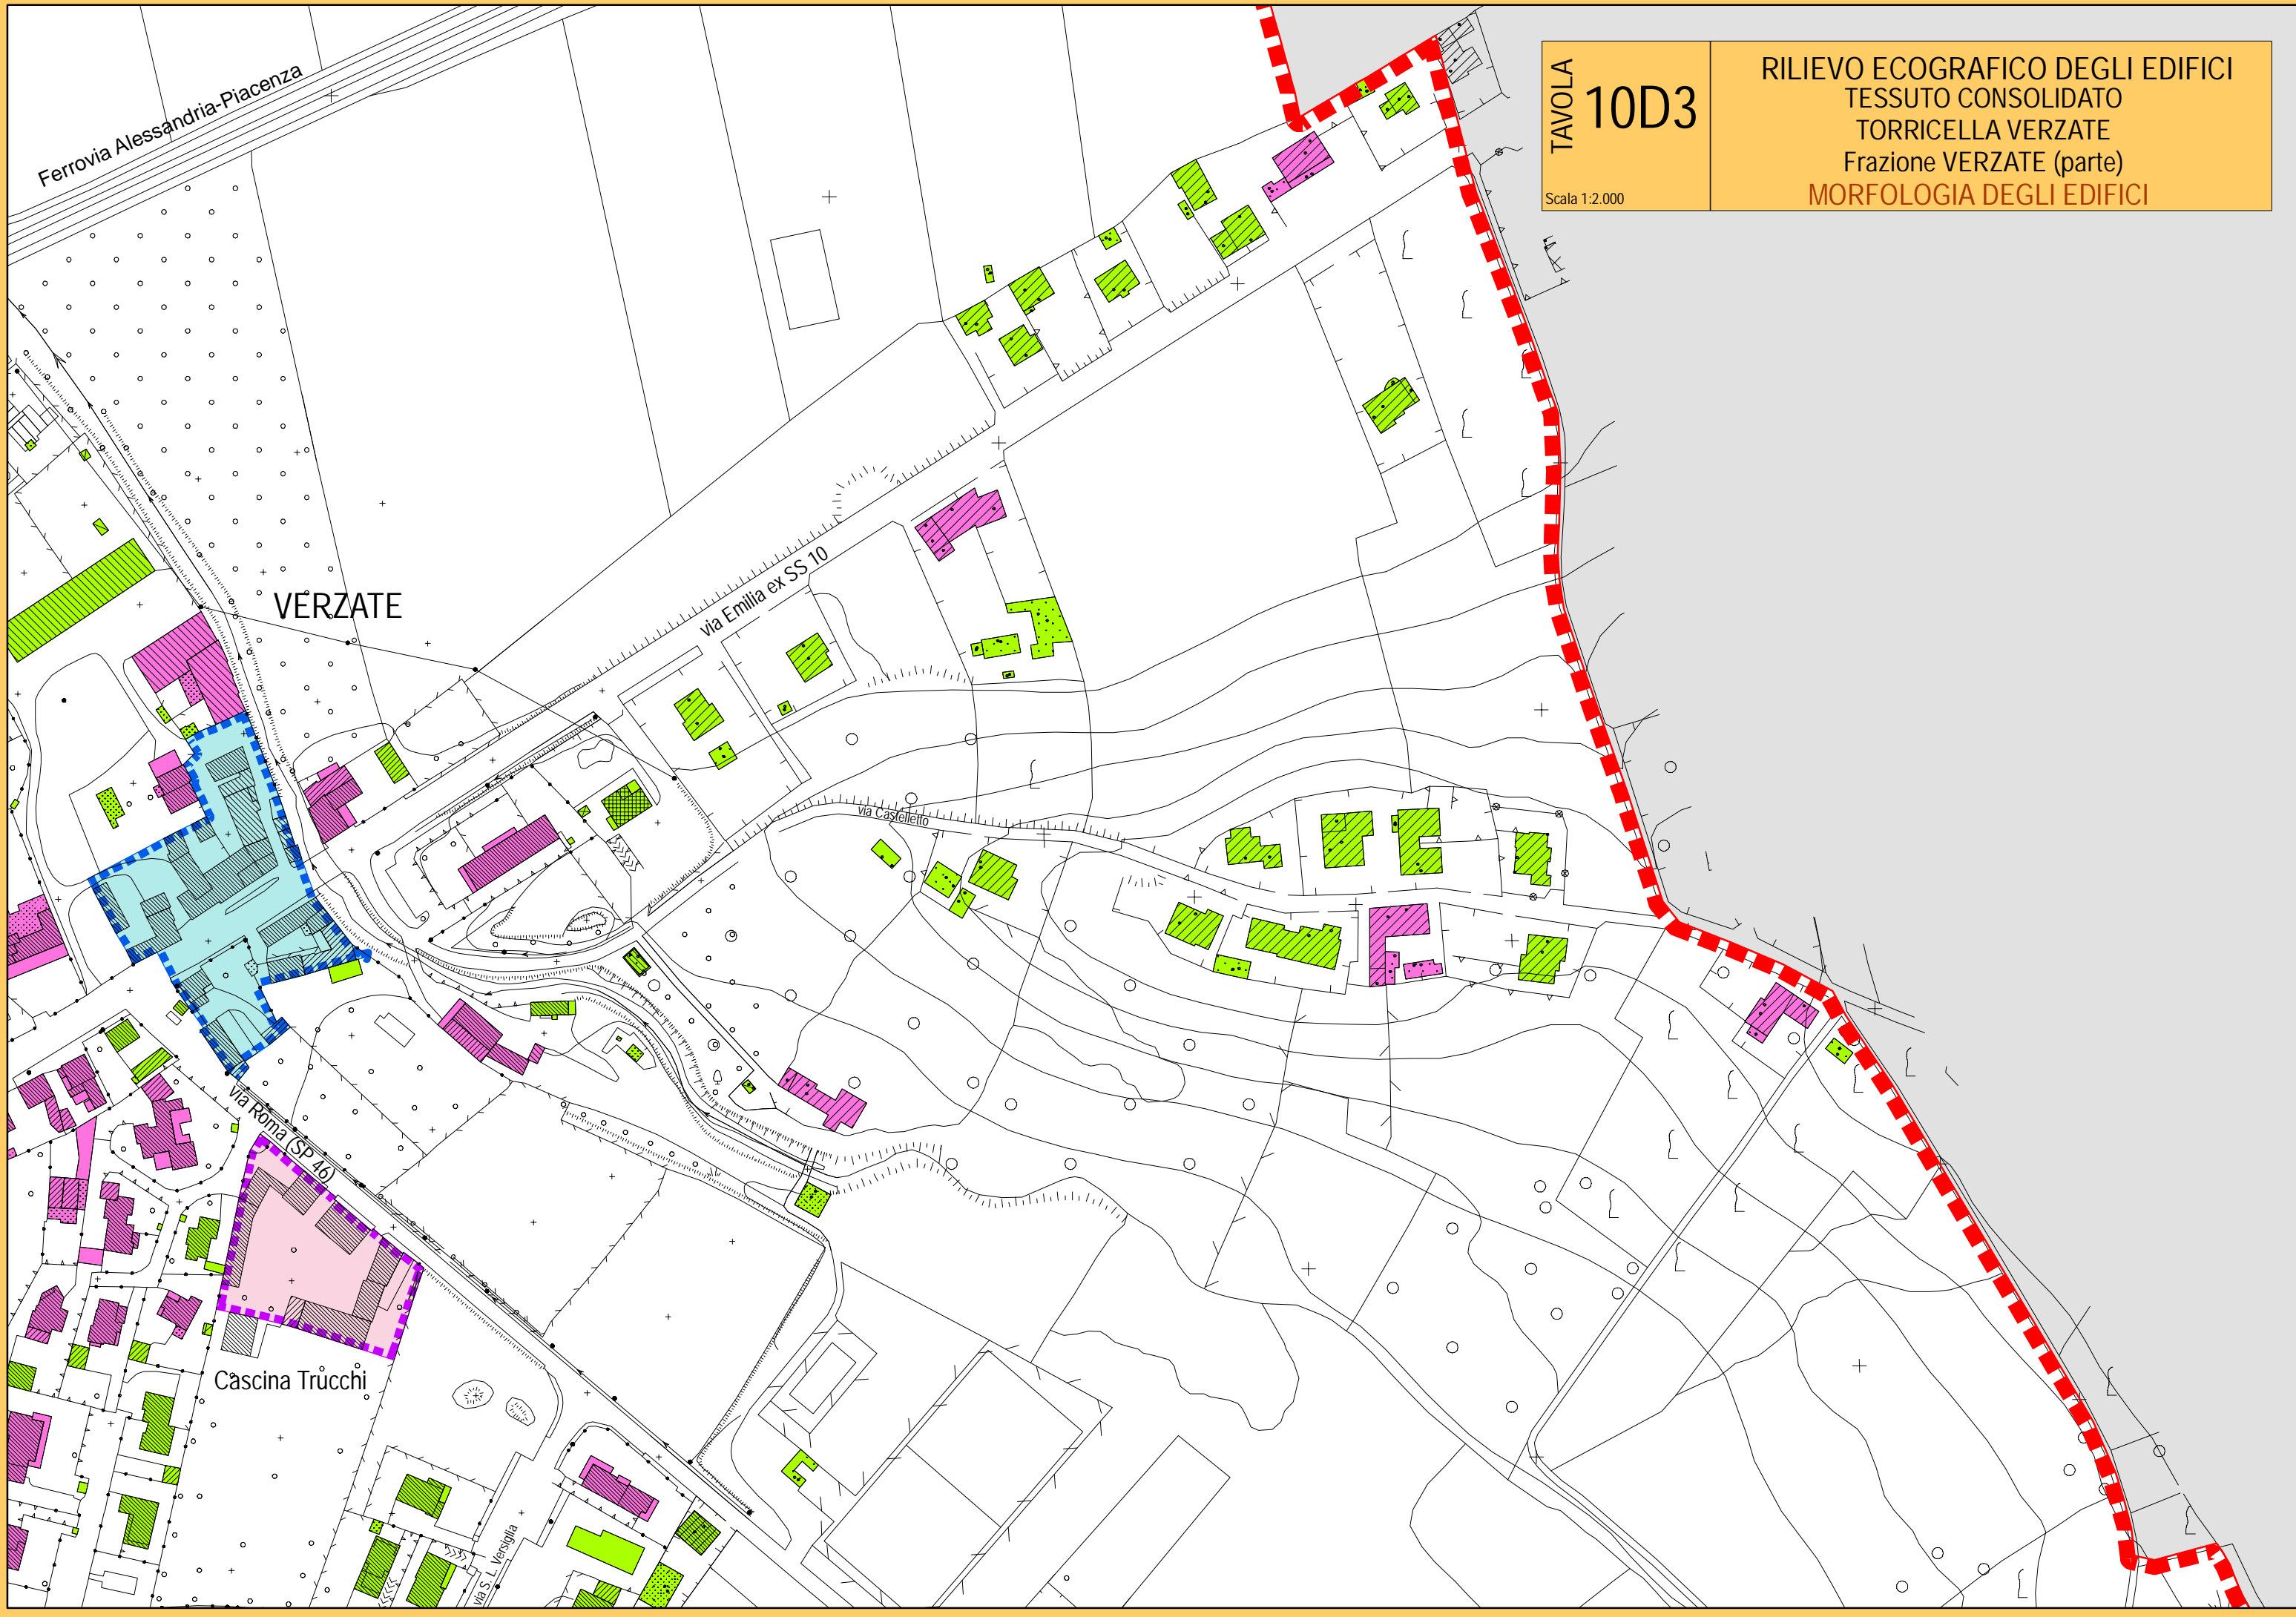 TAVOLA
10D3
Scala 1:2.000
RILIEVO ECOGRAFICO DEGLI EDIFICI
TESSUTO CONSOLIDATO
TORRICELLA VERZATE
Frazione VERZATE (parte)
MORFOLOGIA DEGLI EDIFICI
Ferrovia Alessandria-Piacenza
VERZATE
via Emilia ex SS 10
via Castelletto
via Roma (SP 46)
Cascina Trucchi
via S. L. Versiglia